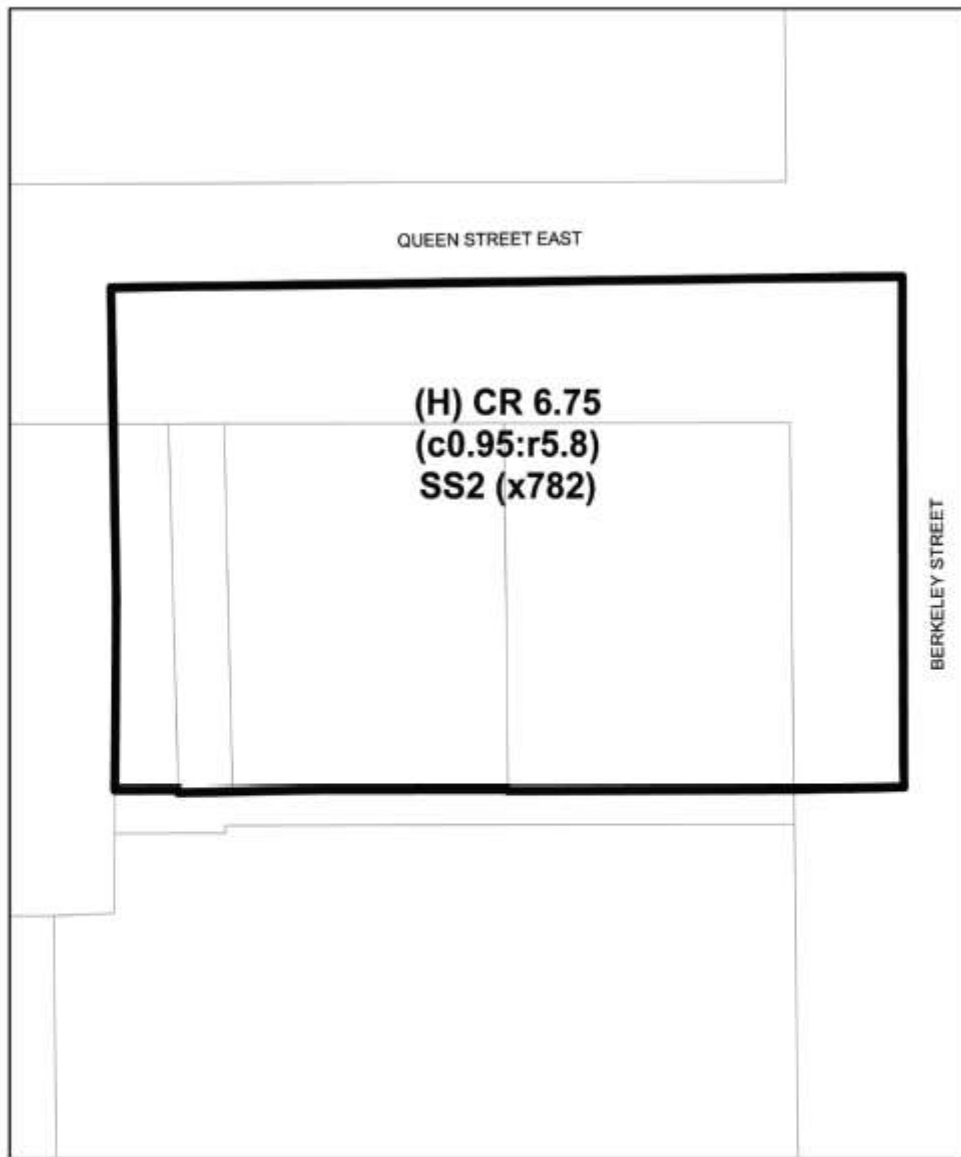 QUEEN STREET EAST
(H) CR 6.75
(c0.95:r5.8)
SS2 (x782)
BERKELEY STREET